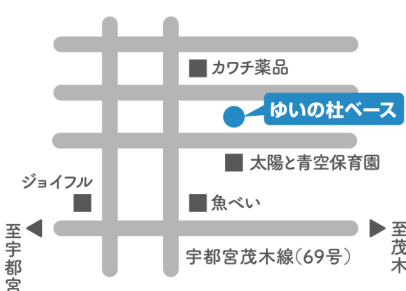 カワチ薬品
ゆいの杜ベース
太陽と青空保育園
ジョイフル
魚べい
至宇都宮
至茂木
宇都宮茂木線（69号）